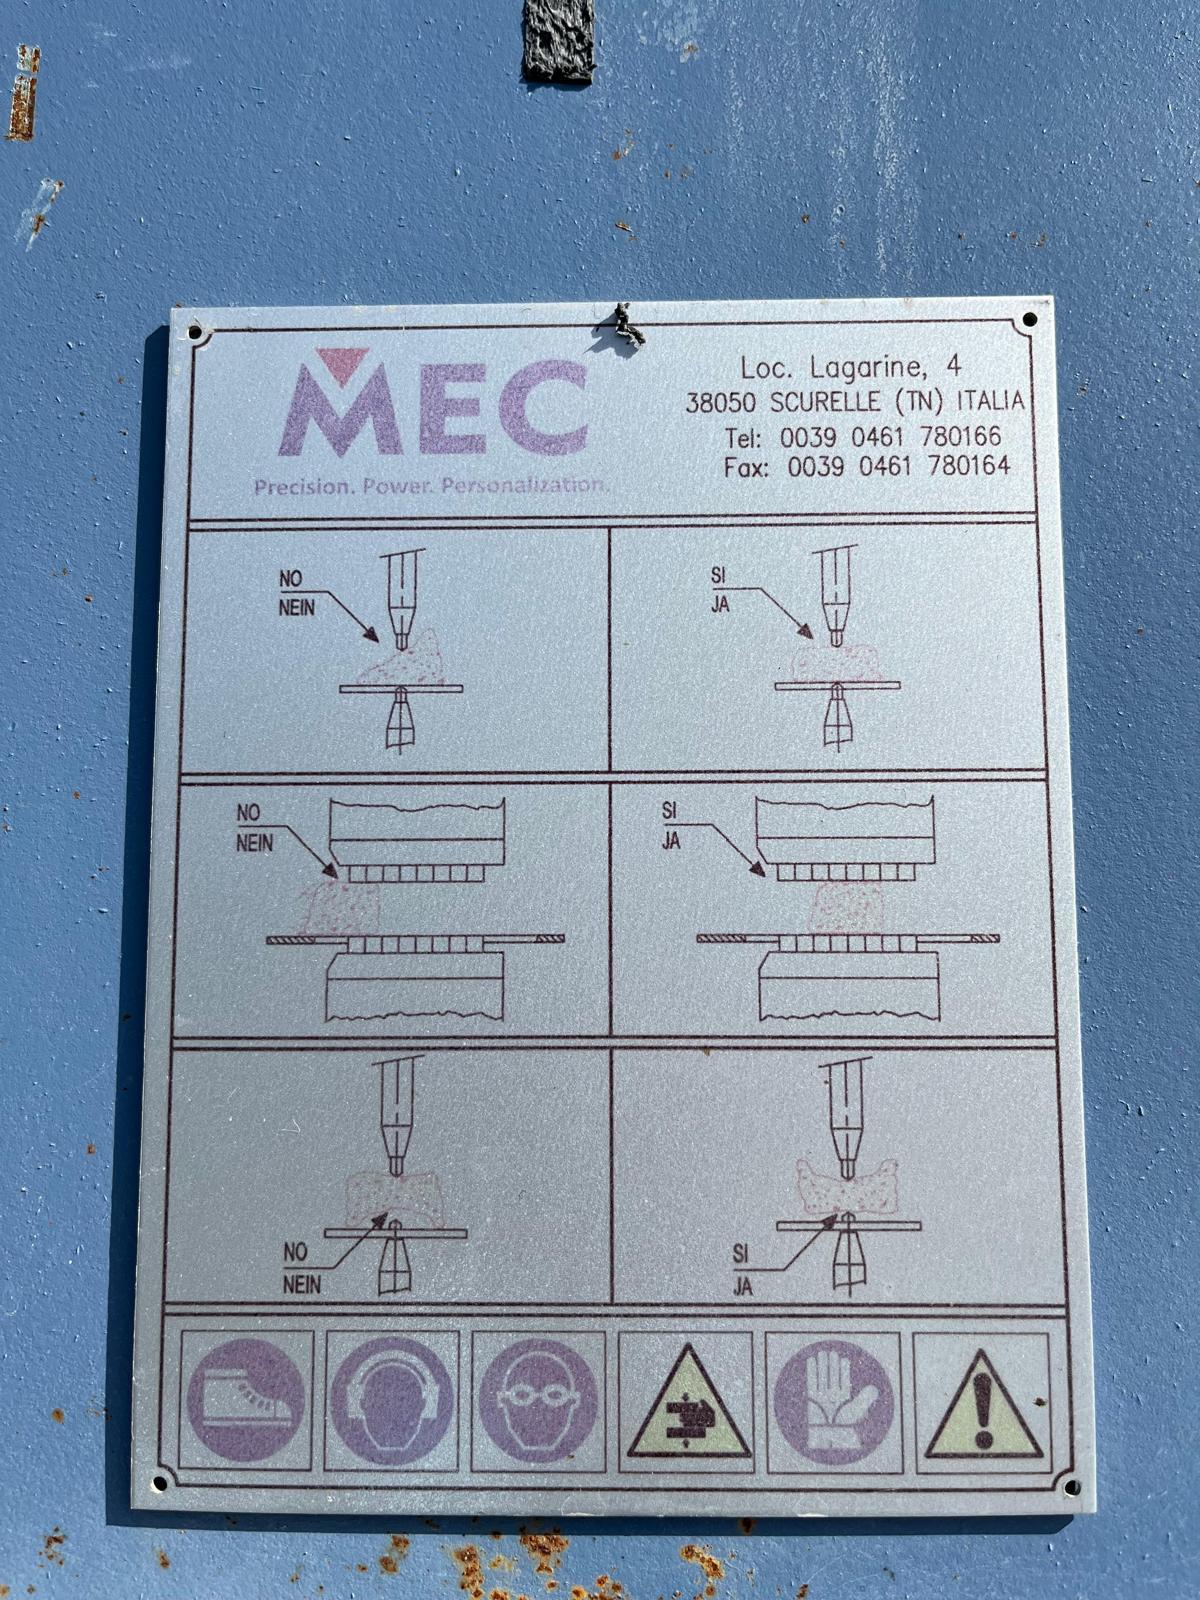 MEC
Precision. Power. Personalization.
Loc. Lagarine, 4
38050 SCURELLE (TN) ITALIA
Tel: 0039 0461 780166
Fax: 0039 0461 780164
NO
NEIN
SI
JA
NO
NEIN
SI
JA
NO
NEIN
SI
JA